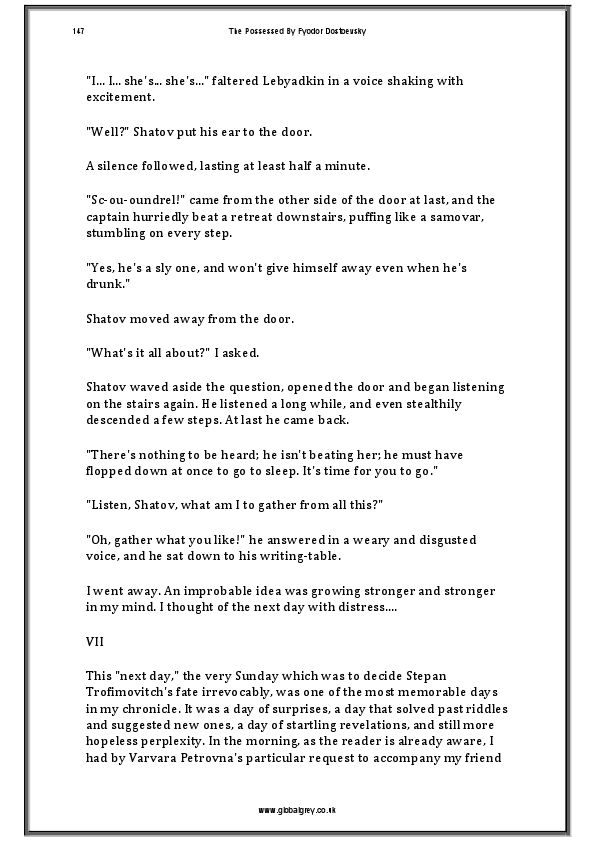 147
The Possessed By Fyodor Dostoevsky
"I... I... she's... she's..." faltered Lebyadkin in a voice shaking with
excitement.
"Well?" Shatov put his ear to the door.
A silence followed, lasting at least half a minute.
"Sc-ou-oundrel!" came from the other side of the door at last, and the
captain hurriedly beat a retreat downstairs, puffing like a samovar,
stumbling on every step.
"Yes, he's a sly one, and won't give himself away even when he's
drunk."
Shatov moved away from the door.
"What's it all about?" I asked.
Shatov waved aside the question, opened the door and began listening
on the stairs again. He listened a long while, and even stealthily
descended a few steps. At last he came back.
"There's nothing to be heard; he isn't beating her; he must have
flopped down at once to go to sleep. It's time for you to go."
"Listen, Shatov, what am I to gather from all this?"
"Oh, gather what you like!" he answered in a weary and disgusted
voice, and he sat down to his writing-table.
I went away. An improbable idea was growing stronger and stronger
in my mind. I thought of the next day with distress....
VII
This "next day," the very Sunday which was to decide Stepan
Trofimovitch's fate irrevocably, was one of the most memorable days
in my chronicle. It was a day of surprises, a day that solved past riddles
and suggested new ones, a day of startling revelations, and still more
hopeless perplexity. In the morning, as the reader is already aware, I
had by Varvara Petrovna's particular request to accompany my friend
www.globalgrey.co.uk